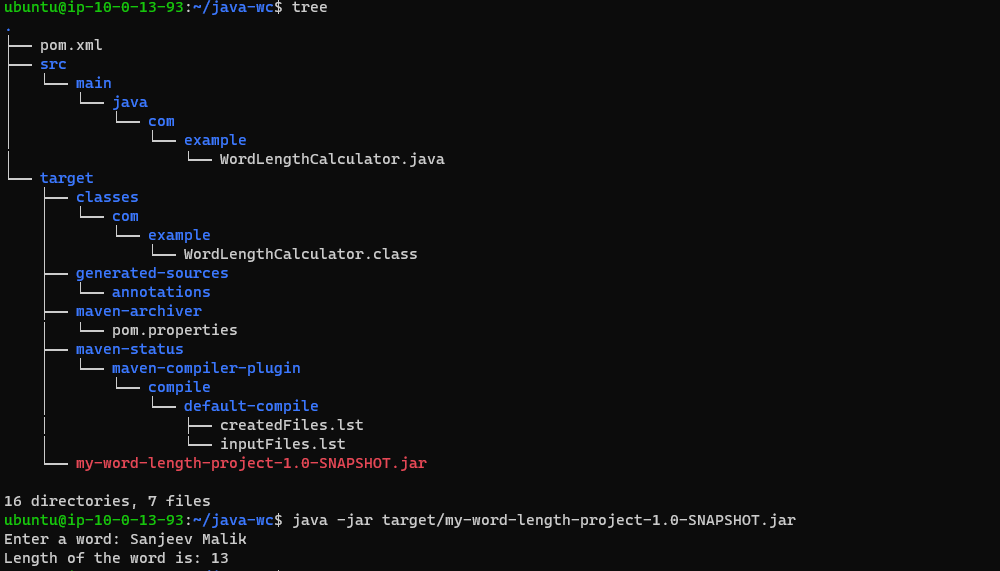 ubuntu@ip-10-0-13-93:~/java-wc$ tree
.
├── pom.xml
├── src
│   └── main
│       └── java
│           └── com
│               └── example
│                   └── WordLengthCalculator.java
└── target
    ├── classes
    │   └── com
    │       └── example
    │           └── WordLengthCalculator.class
    ├── generated-sources
    │   └── annotations
    ├── maven-archiver
    │   └── pom.properties
    ├── maven-status
    │   └── maven-compiler-plugin
    │       └── compile
    │           └── default-compile
    │               ├── createdFiles.lst
    │               └── inputFiles.lst
    └── my-word-length-project-1.0-SNAPSHOT.jar

16 directories, 7 files
ubuntu@ip-10-0-13-93:~/java-wc$ java -jar target/my-word-length-project-1.0-SNAPSHOT.jar
Enter a word: Sanjeev Malik
Length of the word is: 13